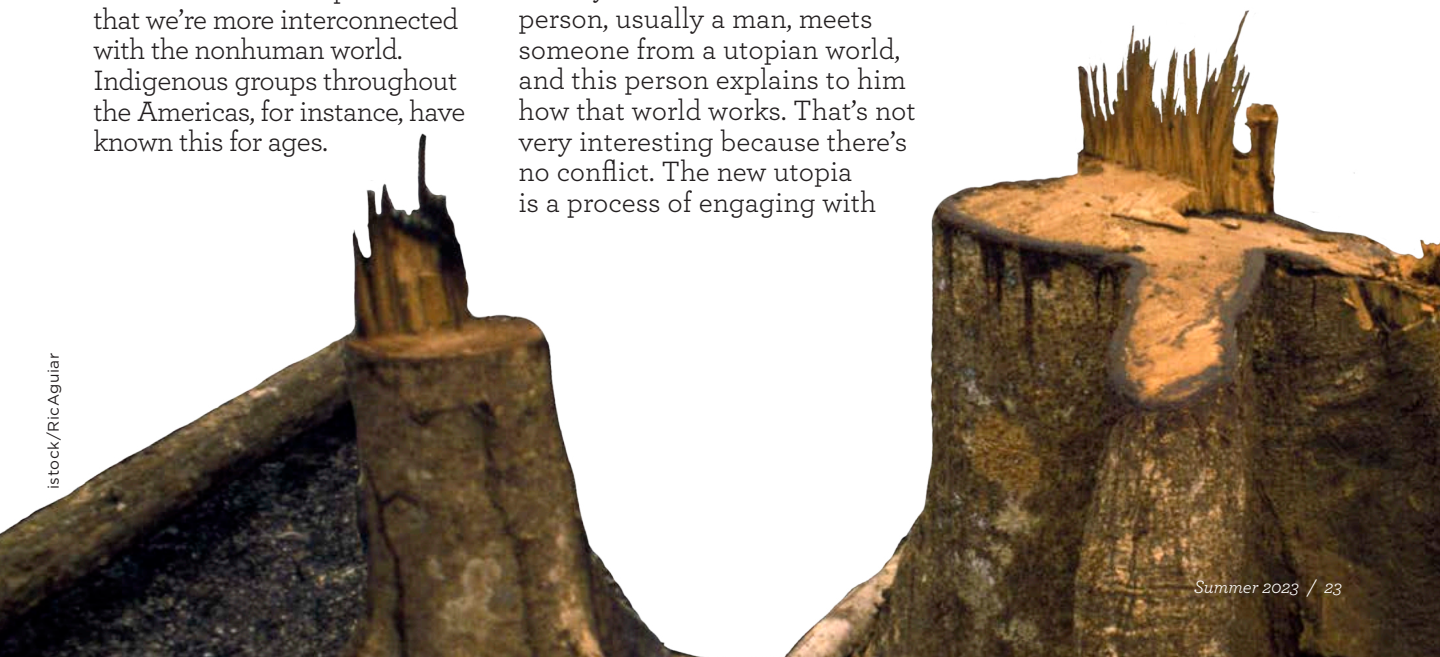 that we’re more interconnected
with the nonhuman world.
Indigenous groups throughout
the Americas, for instance, have
known this for ages.
person, usually a man, meets
someone from a utopian world,
and this person explains to him
how that world works. That’s not
very interesting because there’s
no conflict. The new utopia
is a process of engaging with
istock/RicAguiar
Summer 2023 / 23